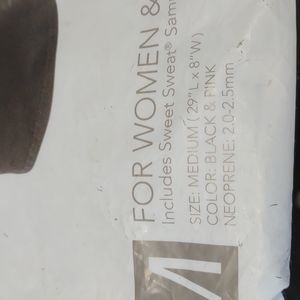 FOR WOMEN &
Includes Sweet Sweat® Sam
SIZE: MEDIUM ( 29" L x 8"W)
COLOR: BLACK & PINK
NEOPRENE: 2.0-2.5mm
M